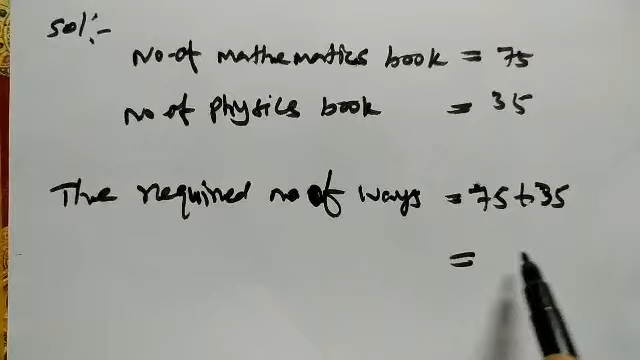 Sol:-
No of mathematics book = 75
no of physics book = 35
The required no of ways = 75+35
=